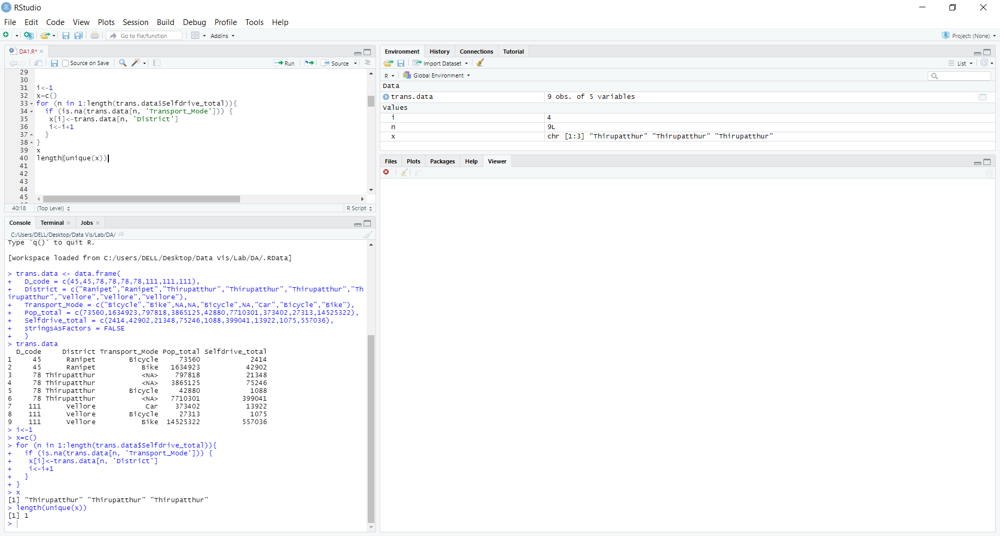 RStudio
File Edit Code View Plots Session Build Debug Profile Tools Help
Go to file/function Addins Project: (None)
DA1.R*
Source on Save Run Source
29
30
31 i<-1
32 x=c()
33 for (n in 1:length(trans.data$Selfdrive_total)){
34   if (is.na(trans.data[n, 'Transport_Mode'])) {
35    x[i]<-trans.data[n, 'District']
36    i<-i+1
37   }
38 }
39 x
40 length(unique(x))
41
42
43
44
45
40:18 (Top Level) R Script
Console Terminal Jobs
C:/Users/DELL/Desktop/Data Vis/Lab/DA/
Type 'q()' to quit R.
[Workspace loaded from C:/Users/DELL/Desktop/Data Vis/Lab/DA/.RData]
> trans.data <- data.frame(
+   D_code = c(45,45,78,78,78,78,111,111,111),
+   District = c("Ranipet","Ranipet","Thirupatthur","Thirupatthur","Thirupatthur","Th
irupatthur","Vellore","Vellore","Vellore"),
+   Transport_Mode = c("Bicycle","Bike",NA,NA,"Bicycle",NA,"Car","Bicycle","Bike"),
+   Pop_total = c(73560,1634923,797818,3865125,42880,7710301,373402,27313,14525322),
+   Selfdrive_total = c(2414,42902,21348,75246,1088,399041,13922,1075,557036),
+   stringsAsFactors = FALSE
+   )
> trans.data
D_code District Transport_Mode Pop_total Selfdrive_total
1 45 Ranipet Bicycle 73560 2414
2 45 Ranipet Bike 1634923 42902
3 78 Thirupatthur <NA> 797818 21348
4 78 Thirupatthur <NA> 3865125 75246
5 78 Thirupatthur Bicycle 42880 1088
6 78 Thirupatthur <NA> 7710301 399041
7 111 Vellore Car 373402 13922
8 111 Vellore Bicycle 27313 1075
9 111 Vellore Bike 14525322 557036
> i<-1
> x=c()
> for (n in 1:length(trans.data$Selfdrive_total)){
+   if (is.na(trans.data[n, 'Transport_Mode'])) {
+    x[i]<-trans.data[n, 'District']
+    i<-i+1
+   }
+ }
> x
[1] "Thirupatthur" "Thirupatthur" "Thirupatthur"
> length(unique(x))
[1] 1
>
Environment History Connections Tutorial
Import Dataset List
R Global Environment
Data
trans.data 9 obs. of 5 variables
Values
i 4
n 9L
x chr [1:3] "Thirupatthur" "Thirupatthur" "Thirupatthur"
Files Plots Packages Help Viewer